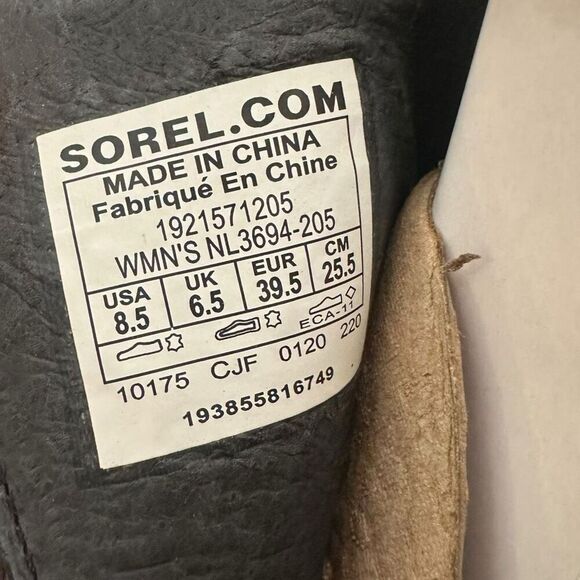 SOREL.COM
MADE IN CHINA
Fabriqué En Chine
1921571205
WMN'S NL3694-205
USA UK EUR CM
8.5 6.5 39.5 25.5
ECA-11
10175 CJF 0120 220
193855816749